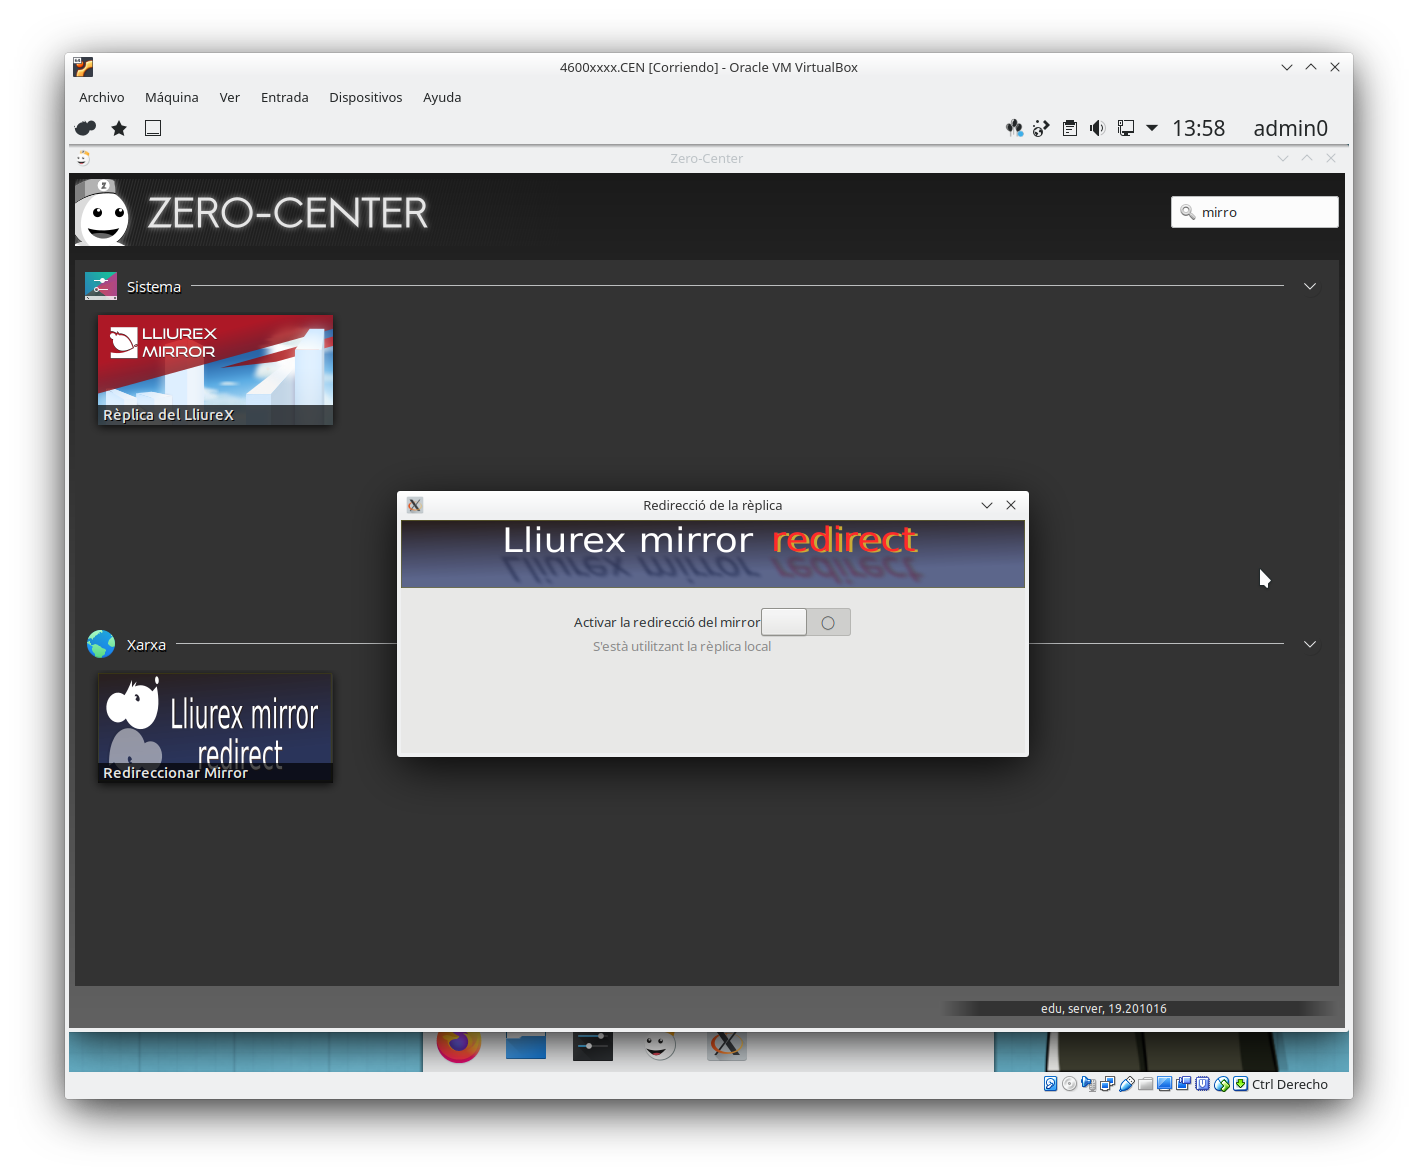 4600xxxx.CEN [Corriendo] - Oracle VM VirtualBox
Archivo Máquina Ver Entrada Dispositivos Ayuda
13:58 admin0
Zero-Center
ZERO-CENTER
mirro
Sistema
LLIUREX
MIRROR
Rèplica del LliureX
Redirecció de la rèplica
Lliurex mirror redirect
Activar la redirecció del mirror
S'està utilitzant la rèplica local
Xarxa
Lliurex mirror
redirect
Redireccionar Mirror
edu, server, 19.201016
Ctrl Derecho